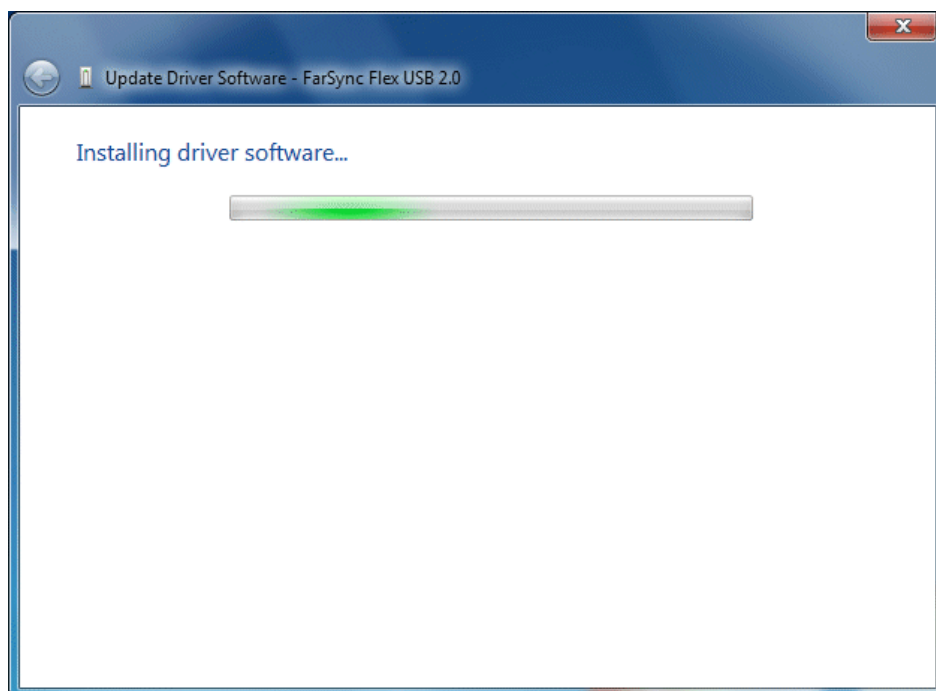 Update Driver Software - FarSync Flex USB 2.0
Installing driver software...